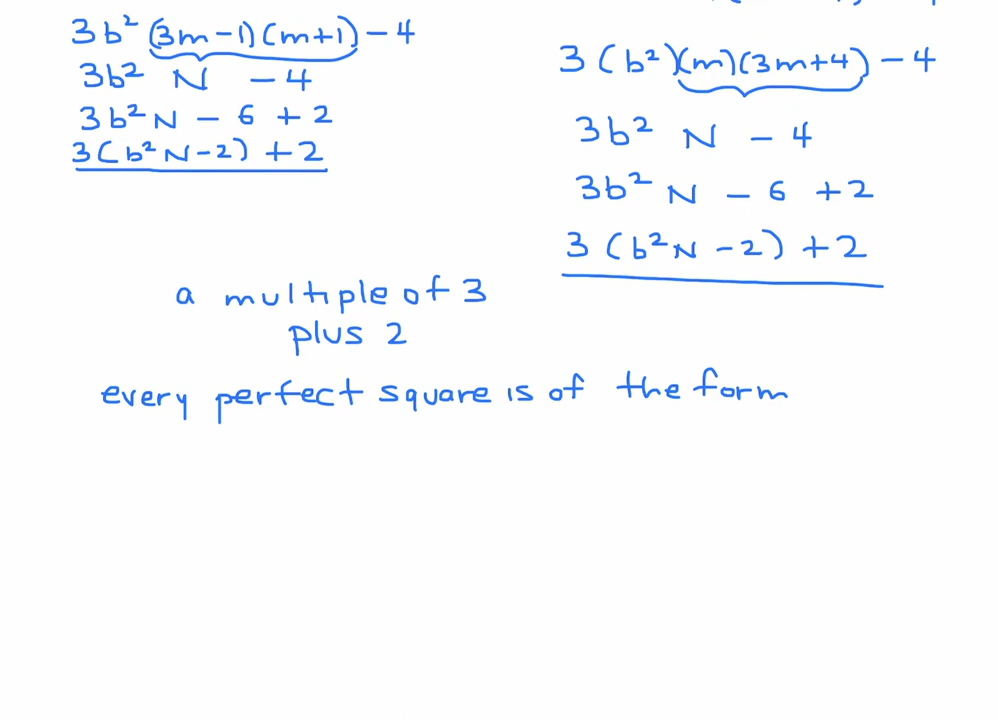 3b² (3m-1)(m+1) - 4
3b² N - 4
3b²N - 6 + 2
3(b²N-2) + 2
3(b²)(m)(3m+4) - 4
3b² N - 4
3b² N - 6 + 2
3(b²N - 2) + 2
a multiple of 3
plus 2
every perfect square is of the form